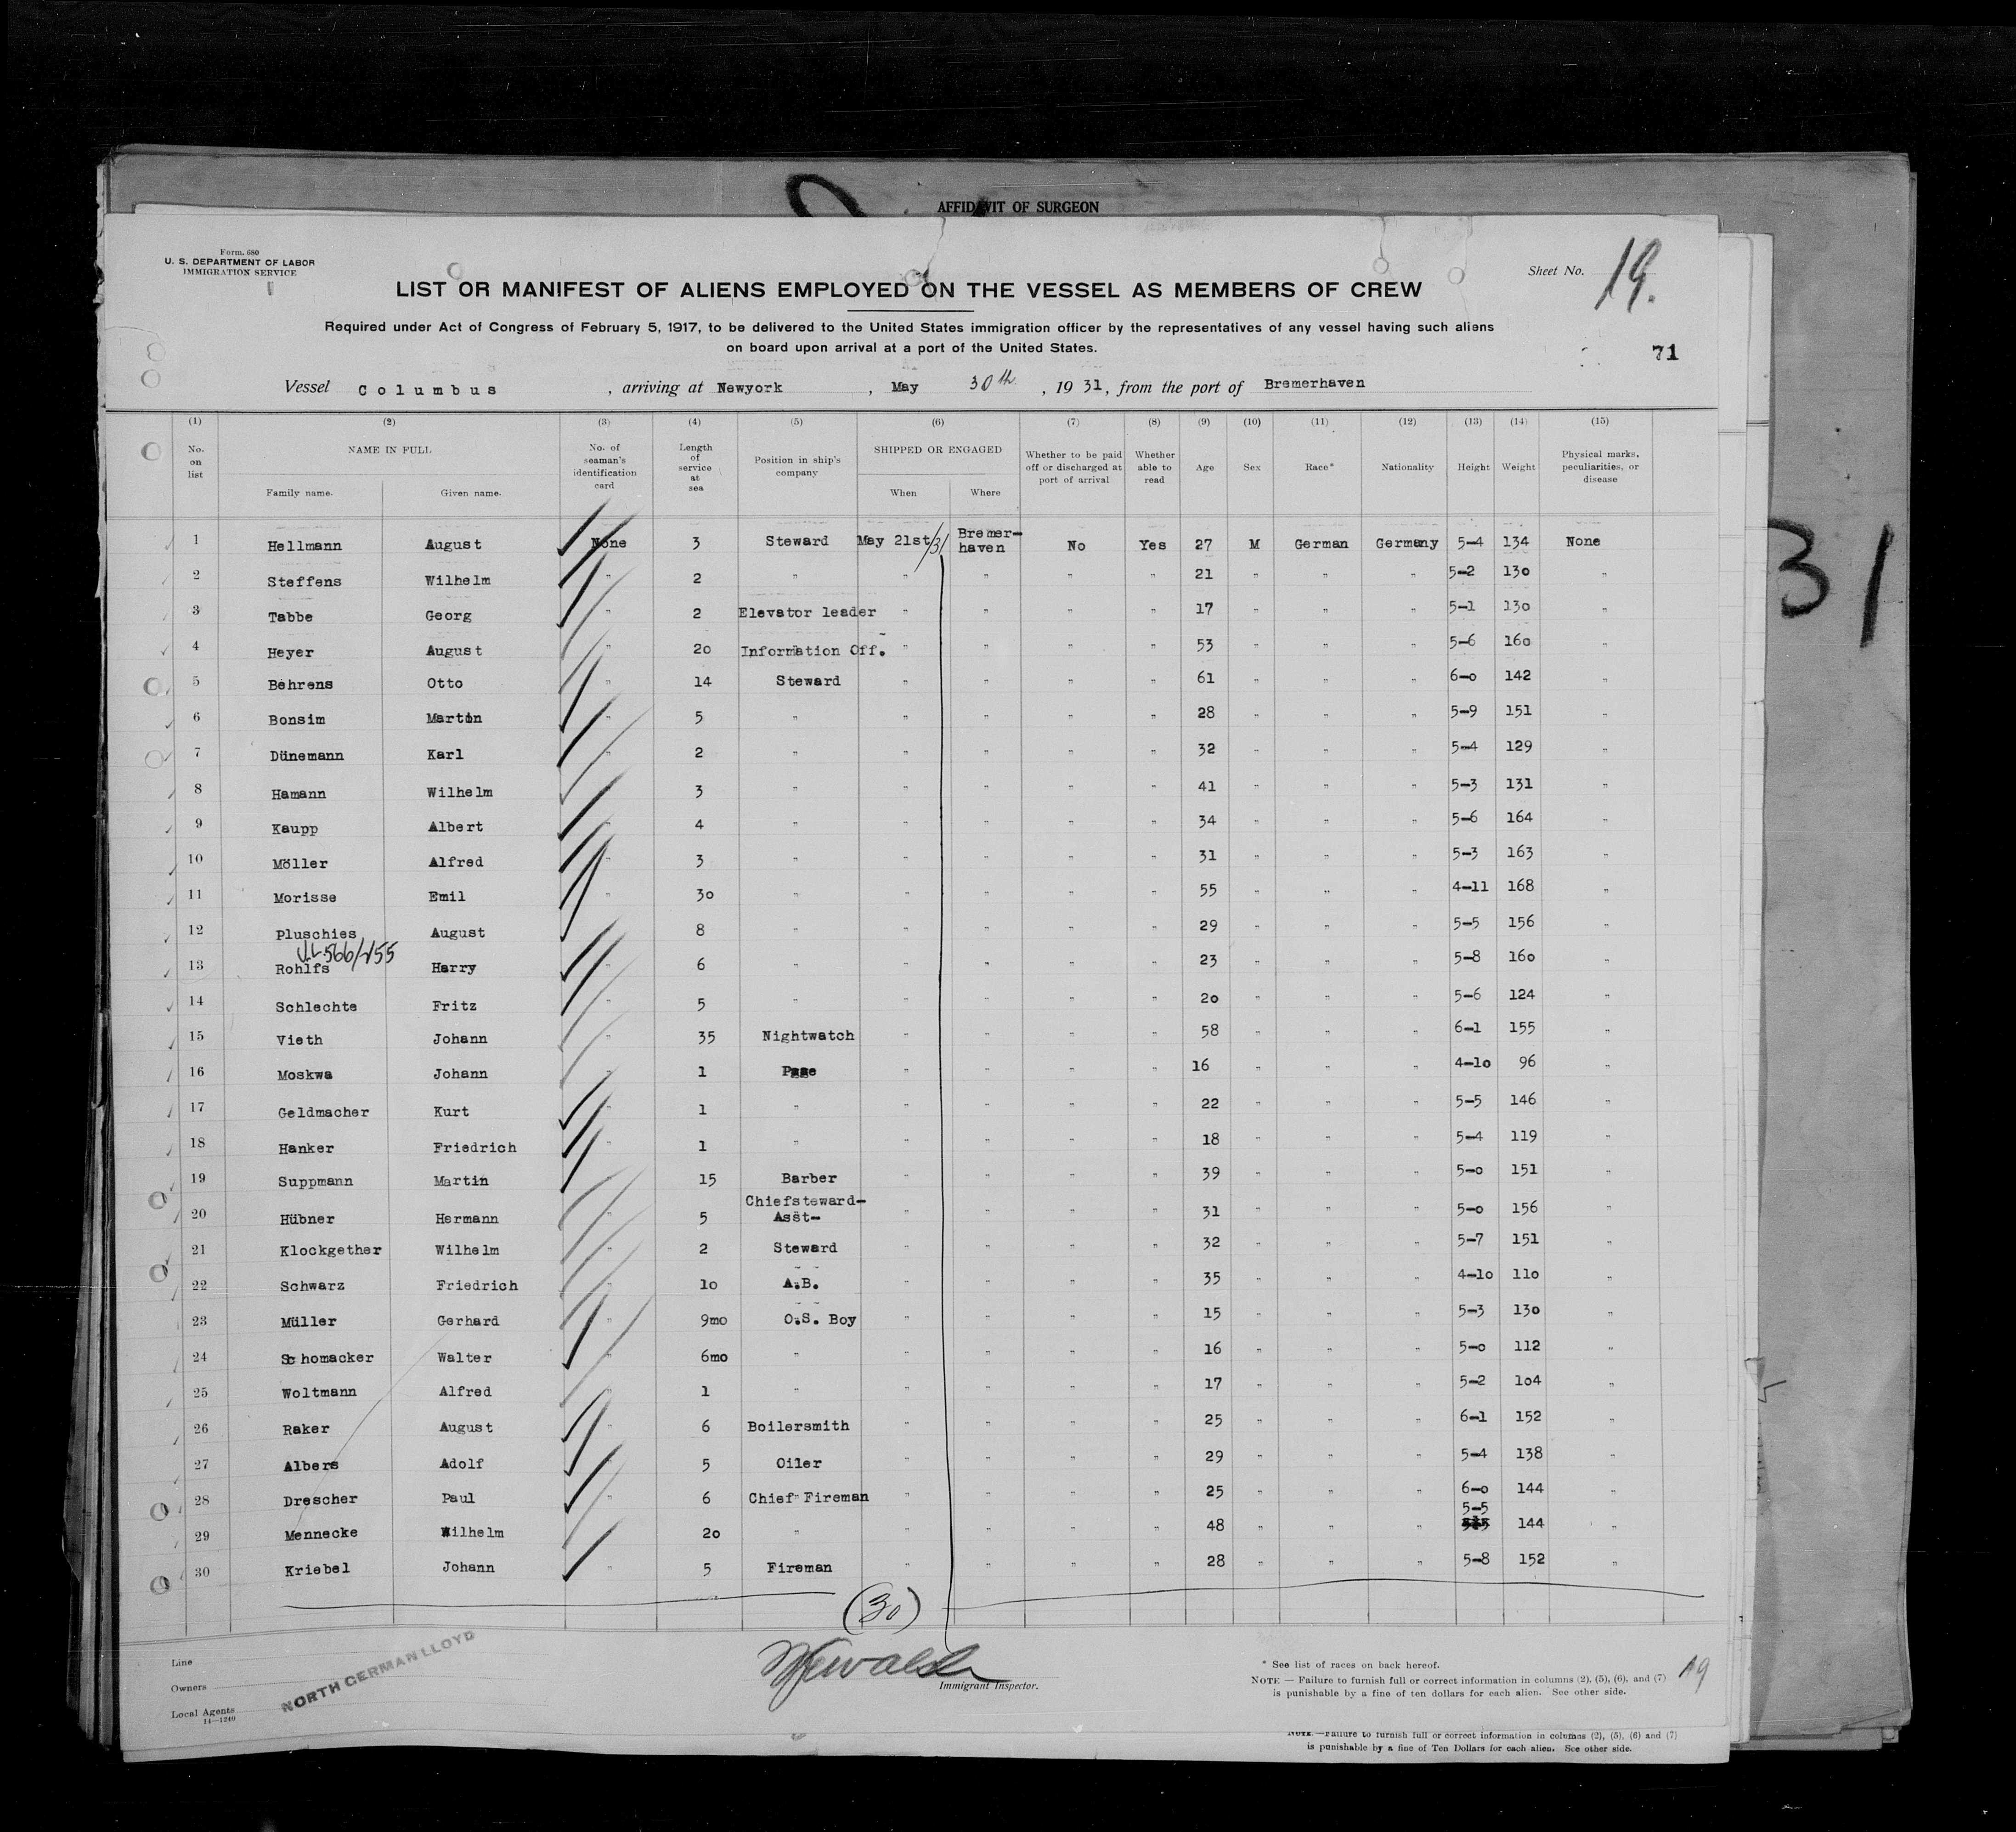 AFFIDAVIT OF SURGEON
Form 680
U. S. DEPARTMENT OF LABOR
IMMIGRATION SERVICE
Sheet No. 19.
LIST OR MANIFEST OF ALIENS EMPLOYED ON THE VESSEL AS MEMBERS OF CREW
Required under Act of Congress of February 5, 1917, to be delivered to the United States immigration officer by the representatives of any vessel having such aliens
on board upon arrival at a port of the United States.
71
Vessel Columbus , arriving at Newyork , May 30th , 19 31, from the port of Bremerhaven
(1) (2) (3) (4) (5) (6) (7) (8) (9) (10) (11) (12) (13) (14) (15)
No. on list NAME IN FULL Family name. Given name. No. of seaman's identification card Length of service at sea Position in ship's company SHIPPED OR ENGAGED When Where Whether to be paid off or discharged at port of arrival Whether able to read Age Sex Race* Nationality Height Weight Physical marks, peculiarities, or disease
1 Hellmann August None 3 Steward May 21st/31 Bremer-haven No Yes 27 M German Germany 5-4 134 None
2 Steffens Wilhelm " 2 " " " " " 21 " " " 5-2 130 "
3 Tabbe Georg " 2 Elevator leader " " " " 17 " " " 5-1 130 "
4 Heyer August " 20 Information Off. " " " " 53 " " " 5-6 160 "
5 Behrens Otto " 14 Steward " " " " 61 " " " 6-0 142 "
6 Bonsim Martin " 5 " " " " " 28 " " " 5-9 151 "
7 Dünemann Karl " 2 " " " " " 32 " " " 5-4 129 "
8 Hamann Wilhelm " 3 " " " " " 41 " " " 5-3 131 "
9 Kaupp Albert " 4 " " " " " 34 " " " 5-6 164 "
10 Möller Alfred " 3 " " " " " 31 " " " 5-3 163 "
11 Morisse Emil " 30 " " " " " 55 " " " 4-11 168 "
12 Pluschies August " 8 " " " " " 29 " " " 5-5 156 "
13 Rohlfs Harry " 6 " " " " " 23 " " " 5-8 160 "
14 Schlechte Fritz " 5 " " " " " 20 " " " 5-6 124 "
15 Vieth Johann " 35 Nightwatch " " " " 58 " " " 6-1 155 "
16 Moskwa Johann " 1 Page " " " " 16 " " " 4-10 96 "
17 Geldmacher Kurt " 1 " " " " " 22 " " " 5-5 146 "
18 Hanker Friedrich " 1 " " " " " 18 " " " 5-4 119 "
19 Suppmann Martin " 15 Barber " " " " 39 " " " 5-0 151 "
20 Hübner Hermann " 5 Chiefsteward-Asst- " " " " 31 " " " 5-0 156 "
21 Klockgether Wilhelm " 2 Steward " " " " 32 " " " 5-7 151 "
22 Schwarz Friedrich " 10 A.B. " " " " 35 " " " 4-10 110 "
23 Müller Gerhard " 9mo O.S. Boy " " " " 15 " " " 5-3 130 "
24 Schomacker Walter " 6mo " " " " " 16 " " " 5-0 112 "
25 Woltmann Alfred " 1 " " " " " 17 " " " 5-2 104 "
26 Raker August " 6 Boilersmith " " " " 25 " " " 6-1 152 "
27 Albers Adolf " 5 Oiler " " " " 29 " " " 5-4 138 "
28 Drescher Paul " 6 Chief Fireman " " " " 25 " " " 6-0 144 "
29 Mennecke Wilhelm " 20 " " " " " 48 " " " 5-5 144 "
30 Kriebel Johann " 5 Fireman " " " " 28 " " " 5-8 152 "
(30)
Line
Owners
Local Agents
14—1240
NORTH GERMAN LLOYD
Immigrant Inspector.
* See list of races on back hereof.
NOTE — Failure to furnish full or correct information in columns (2), (5), (6), and (7)
is punishable by a fine of ten dollars for each alien. See other side.
19
NOTE.—Failure to furnish full or correct information in columns (2), (5), (6) and (7)
is punishable by a fine of Ten Dollars for each alien. See other side.
31